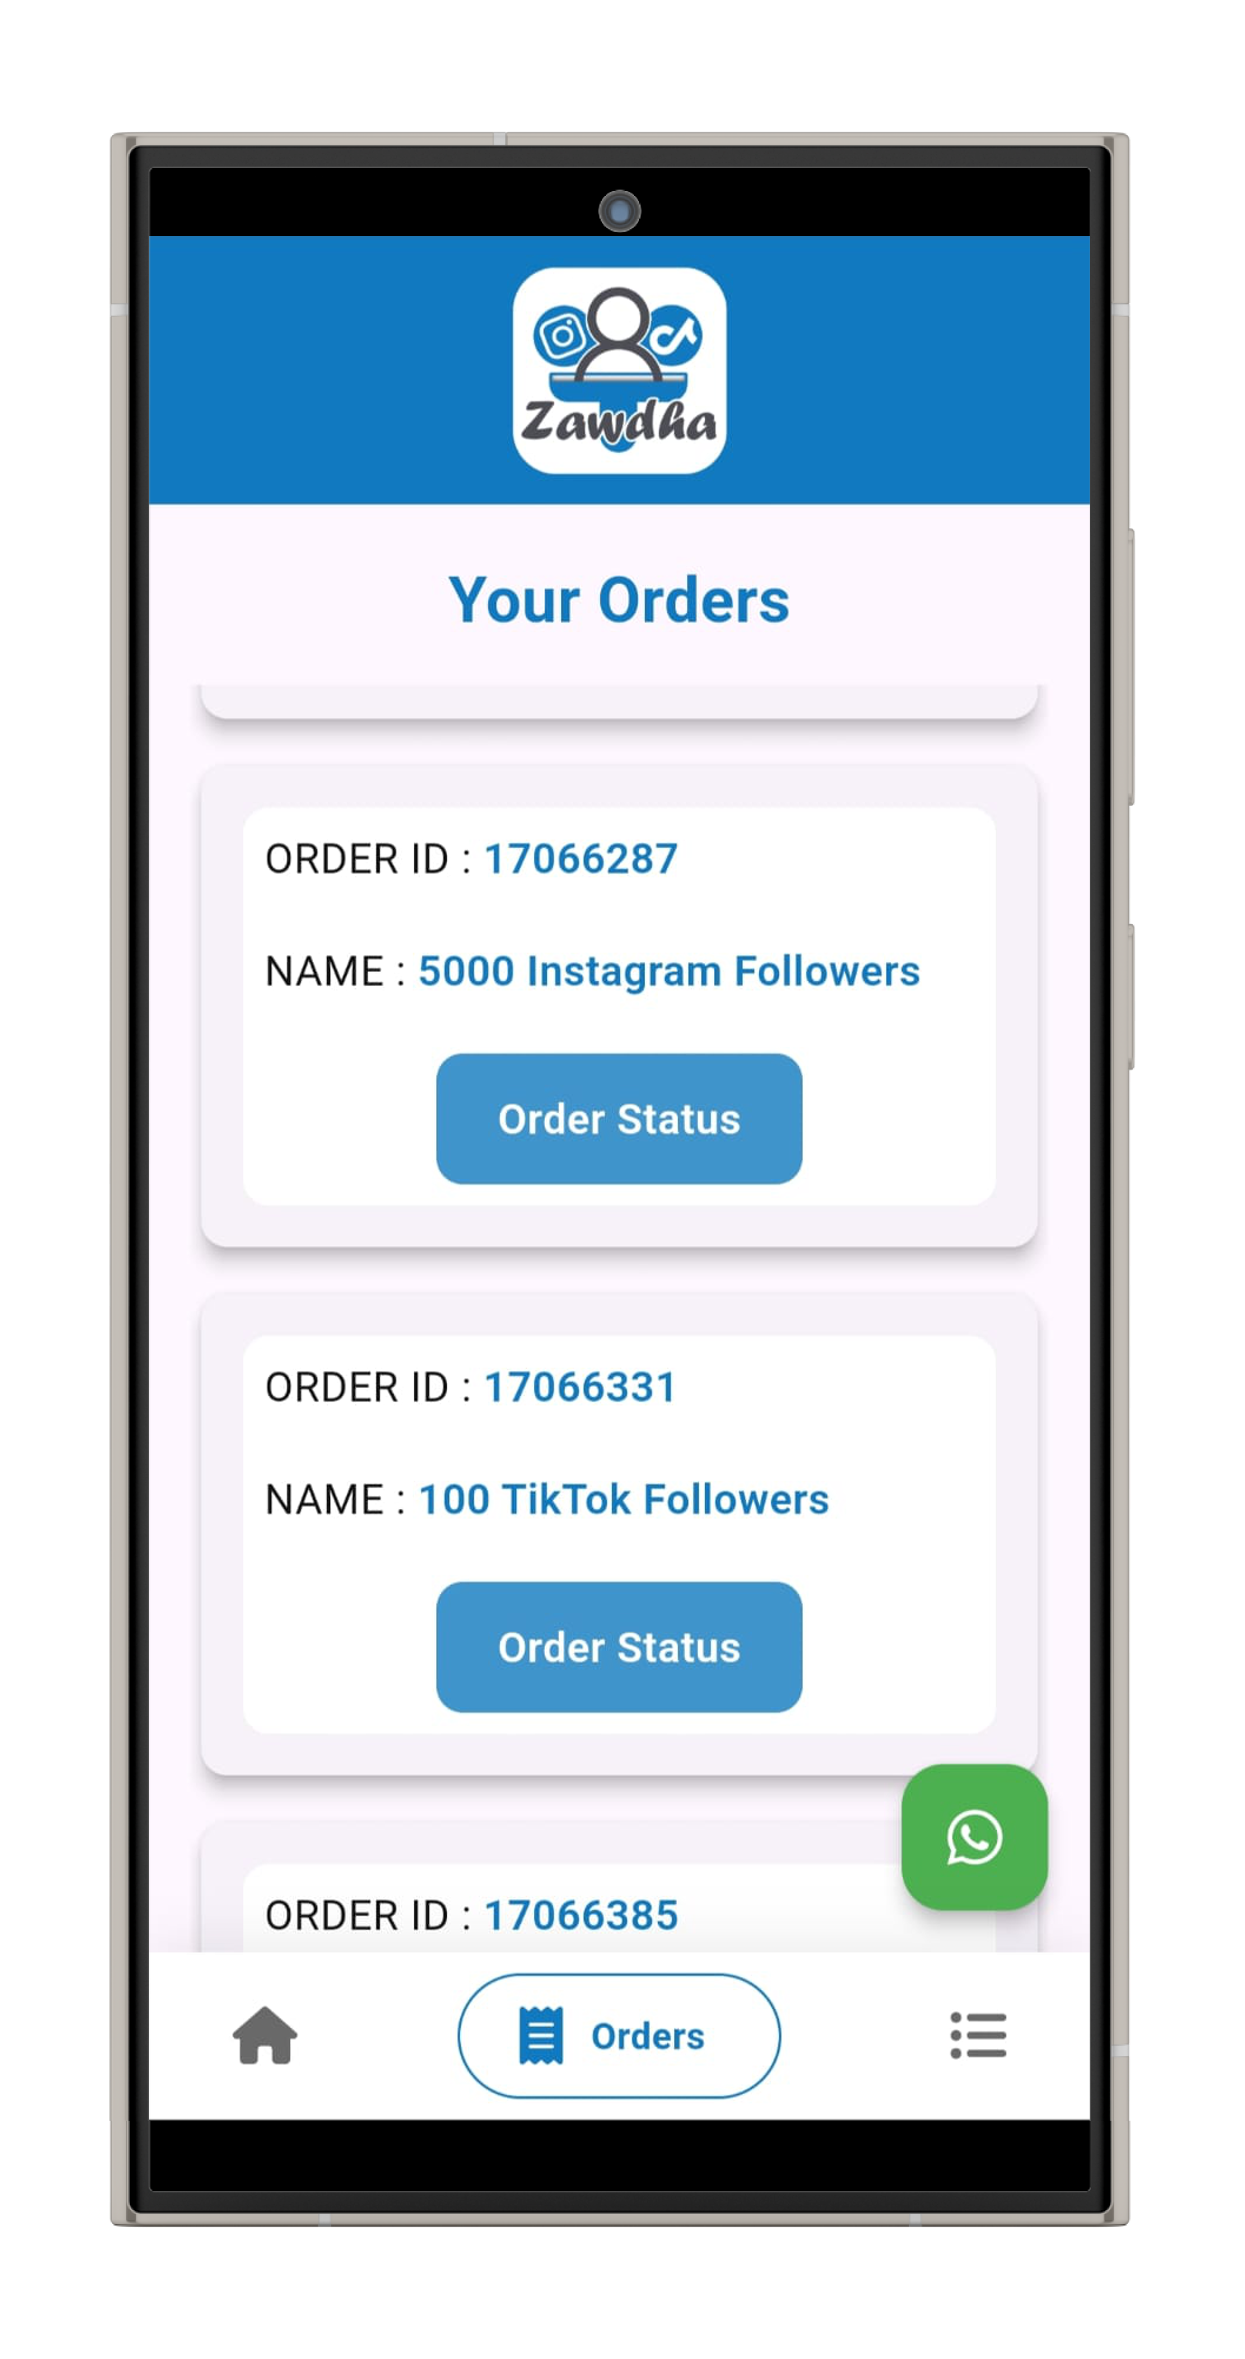 Zawdha
Your Orders
ORDER ID : 17066287
NAME : 5000 Instagram Followers
Order Status
ORDER ID : 17066331
NAME : 100 TikTok Followers
Order Status
ORDER ID : 17066385
Orders